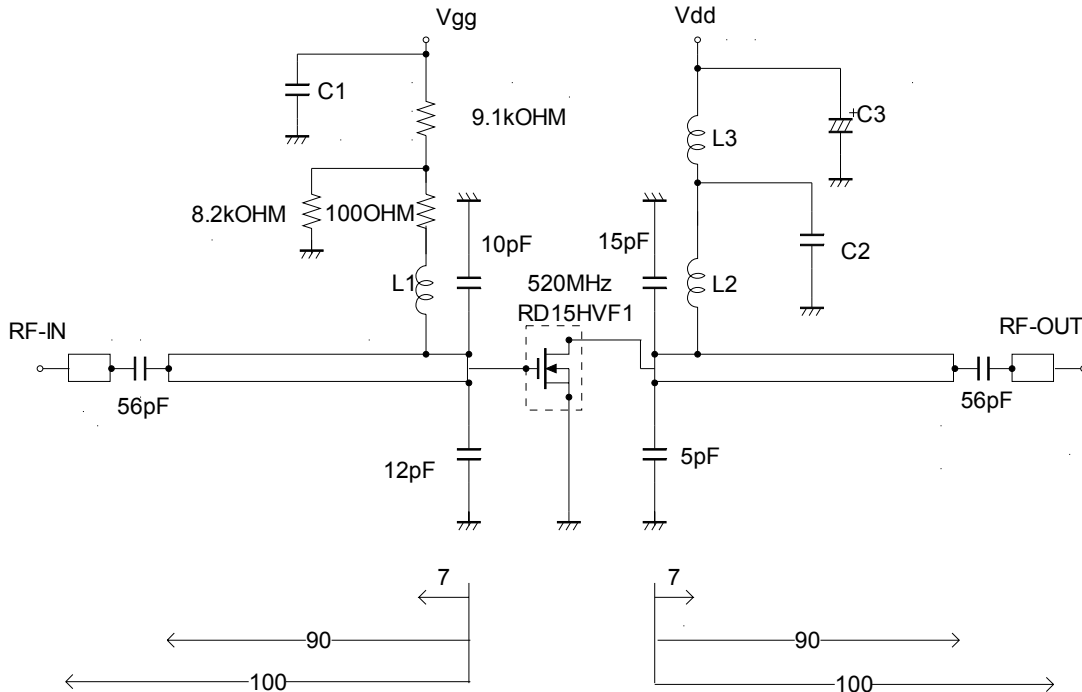 Vgg
Vdd
C1
9.1kOHM
L3
+C3
8.2kOHM
100OHM
10pF
15pF
C2
L1
520MHz
L2
RD15HVF1
RF-IN
RF-OUT
56pF
56pF
12pF
5pF
7
7
90
90
100
100